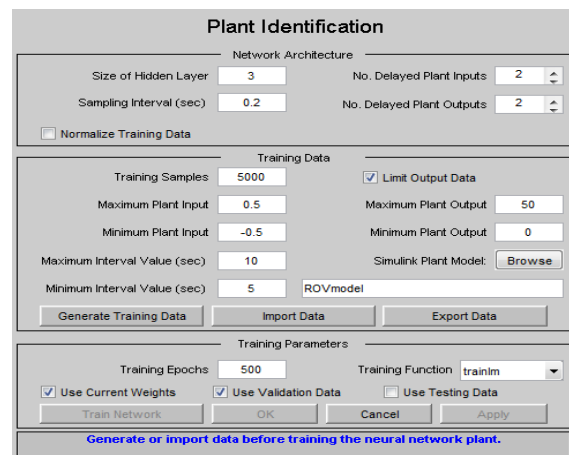 Plant Identification
Network Architecture
Size of Hidden Layer 3 No. Delayed Plant Inputs 2
Sampling Interval (sec) 0.2 No. Delayed Plant Outputs 2
Normalize Training Data
Training Data
Training Samples 5000 Limit Output Data
Maximum Plant Input 0.5 Maximum Plant Output 50
Minimum Plant Input -0.5 Minimum Plant Output 0
Maximum Interval Value (sec) 10 Simulink Plant Model: Browse
Minimum Interval Value (sec) 5 ROVmodel
Generate Training Data Import Data Export Data
Training Parameters
Training Epochs 500 Training Function trainlm
Use Current Weights Use Validation Data Use Testing Data
Train Network OK Cancel Apply
Generate or import data before training the neural network plant.